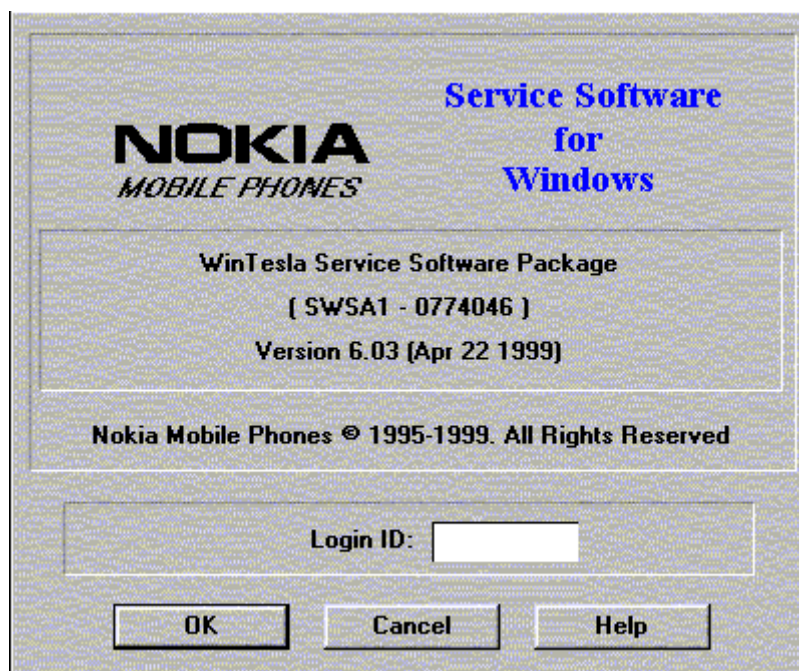 NOKIA
MOBILE PHONES
Service Software
for
Windows
WinTesla Service Software Package
( SWSA1 - 0774046 )
Version 6.03 (Apr 22 1999)
Nokia Mobile Phones © 1995-1999. All Rights Reserved
Login ID:
OK Cancel Help